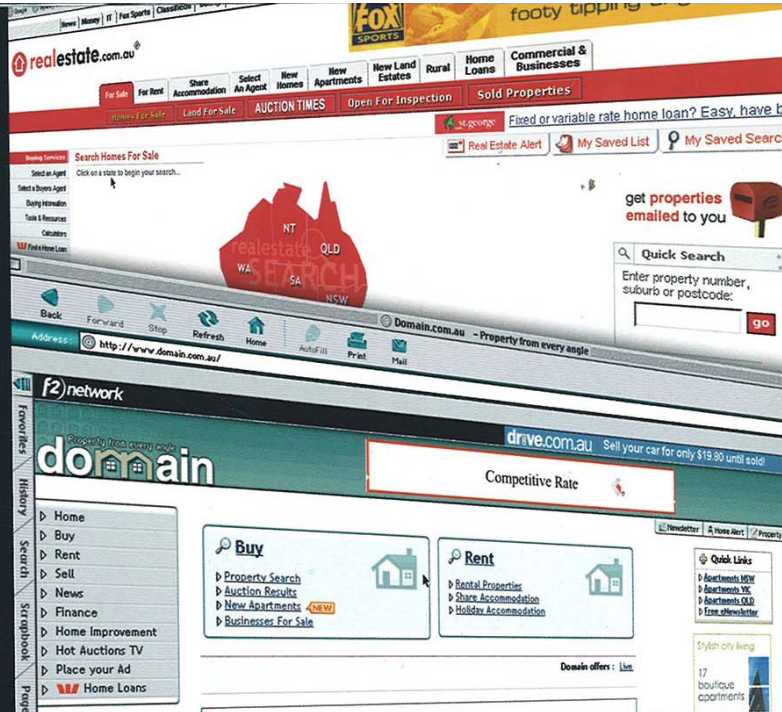 News | Money | IT | Fox Sports | Classifieds
FOX
SPORTS
footy tipping
realestate.com.au
For Sale
For Rent
Share
Accommodation
Select
An Agent
New
Homes
New
Apartments
New Land
Estates
Rural
Home
Loans
Commercial &
Businesses
Homes For Sale
Land For Sale
AUCTION TIMES
Open For Inspection
Sold Properties
st.george
Fixed or variable rate home loan? Easy, have b
Real Estate Alert
My Saved List
My Saved Searc
Buying Services
Select an Agent
Select a Buyers Agent
Buying Information
Tools & Resources
Calculators
Find a Home Loan
Search Homes For Sale
Click on a state to begin your search...
NT
QLD
WA
SA
NSW
realestate
SEARCH
get properties
emailed to you
Quick Search
Enter property number,
suburb or postcode:
go
Domain.com.au - Property from every angle
Back
Forward
Stop
Refresh
Home
AutoFill
Print
Mail
Address:
http://www.domain.com.au/
Favorites
History
Search
Scrapbook
Page
f2)network
Property from every angle
domain
drive.com.au Sell your car for only $19.80 until sold!
Competitive Rate
Newsletter
Home Alert
Property
Home
Buy
Rent
Sell
News
Finance
Home Improvement
Hot Auctions TV
Place your Ad
Home Loans
Buy
Property Search
Auction Results
New Apartments NEW
Businesses For Sale
Rent
Rental Properties
Share Accommodation
Holiday Accommodation
Quick Links
Apartments NSW
Apartments VIC
Apartments QLD
Free eNewsletter
Domain offers : Live
Stylish city living
17
boutique
apartments